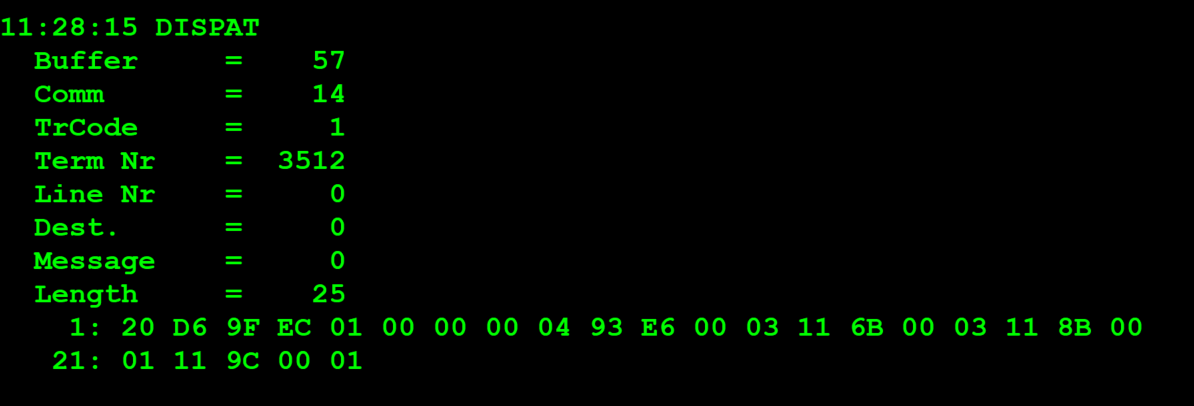 11:28:15 DISPAT
  Buffer     =    57
  Comm       =    14
  TrCode     =     1
  Term Nr    =  3512
  Line Nr    =     0
  Dest.      =     0
  Message    =     0
  Length     =    25
    1: 20 D6 9F EC 01 00 00 00 04 93 E6 00 03 11 6B 00 03 11 8B 00
   21: 01 11 9C 00 01